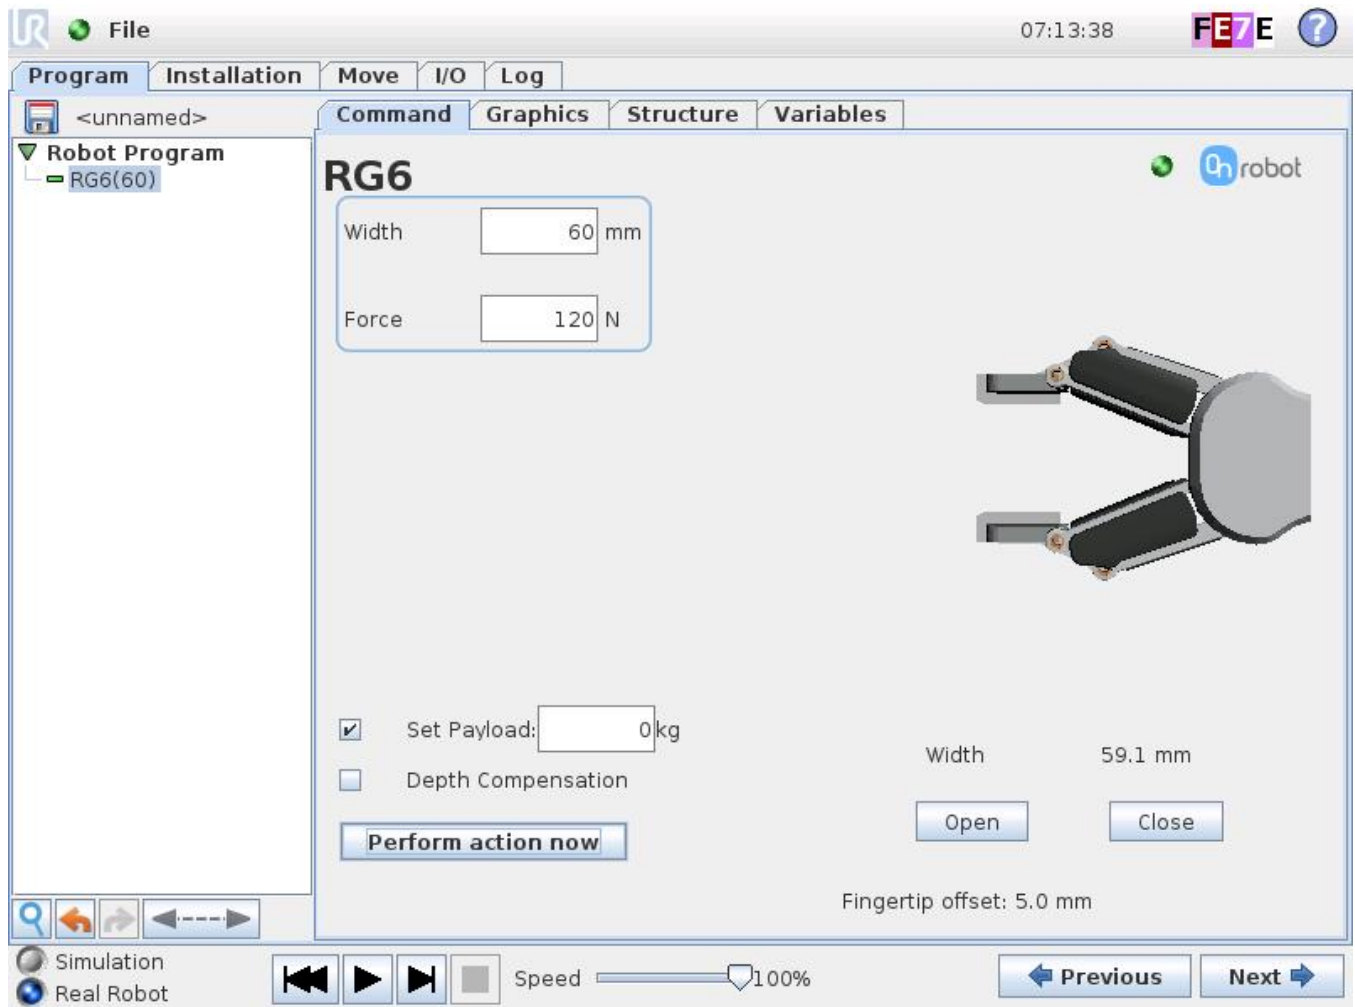 File
07:13:38
FE7E
?
Program Installation Move I/O Log
<unnamed>
Command Graphics Structure Variables
Robot Program
RG6(60)
RG6
On robot
Width 60 mm
Force 120 N
Set Payload: 0 kg
Depth Compensation
Perform action now
Width 59.1 mm
Open Close
Fingertip offset: 5.0 mm
Simulation
Real Robot
Speed 100%
Previous Next